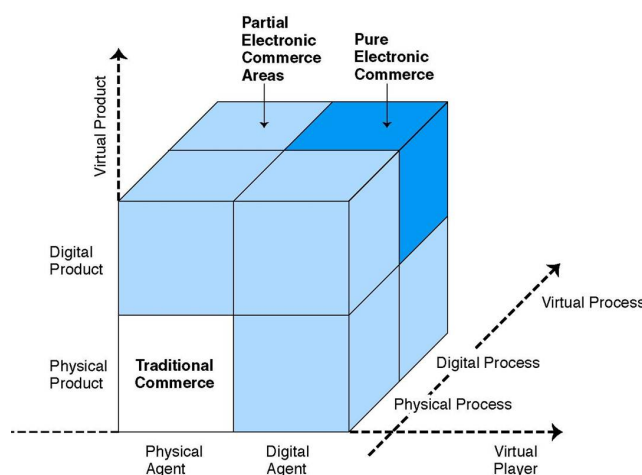 Partial
Electronic
Commerce
Areas
Pure
Electronic
Commerce
Virtual Product
Digital
Product
Physical
Product
Traditional
Commerce
Virtual Process
Digital Process
Physical Process
Physical
Agent
Digital
Agent
Virtual
Player